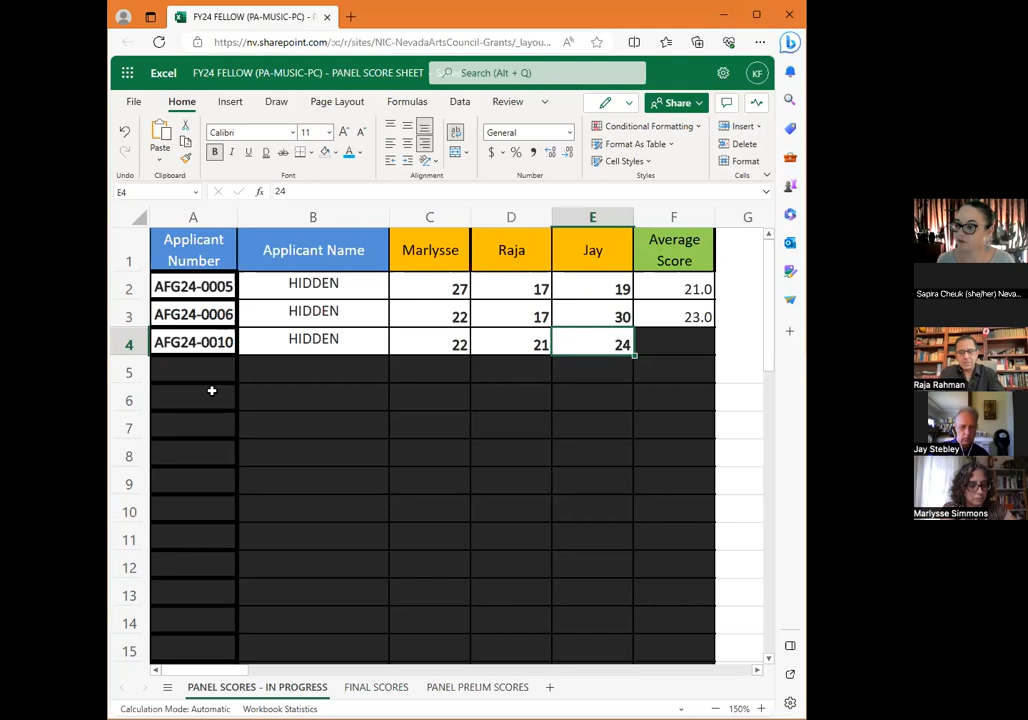 FY24 FELLOW (PA-MUSIC-PC) - P
https://nv.sharepoint.com/:x:/r/sites/NIC-NevadaArtsCouncil-Grants/_layou...
Excel
FY24 FELLOW (PA-MUSIC-PC) - PANEL SCORE SHEET
Search (Alt + Q)
KF
File
Home
Insert
Draw
Page Layout
Formulas
Data
Review
Share
Paste
Calibri
11
General
Conditional Formatting
Format As Table
Cell Styles
Insert
Delete
Format
Undo
Clipboard
Font
Alignment
Number
Styles
Cells
E4
fx 24
A B C D E F G
1 Applicant Number Applicant Name Marlysse Raja Jay Average Score
2 AFG24-0005 HIDDEN 27 17 19 21.0
3 AFG24-0006 HIDDEN 22 17 30 23.0
4 AFG24-0010 HIDDEN 22 21 24
5
6
7
8
9
10
11
12
13
14
15
PANEL SCORES - IN PROGRESS FINAL SCORES PANEL PRELIM SCORES
Calculation Mode: Automatic Workbook Statistics
150%
Sapira Cheuk (she/her) Neva...
Raja Rahman
Jay Stebley
Marlysse Simmons